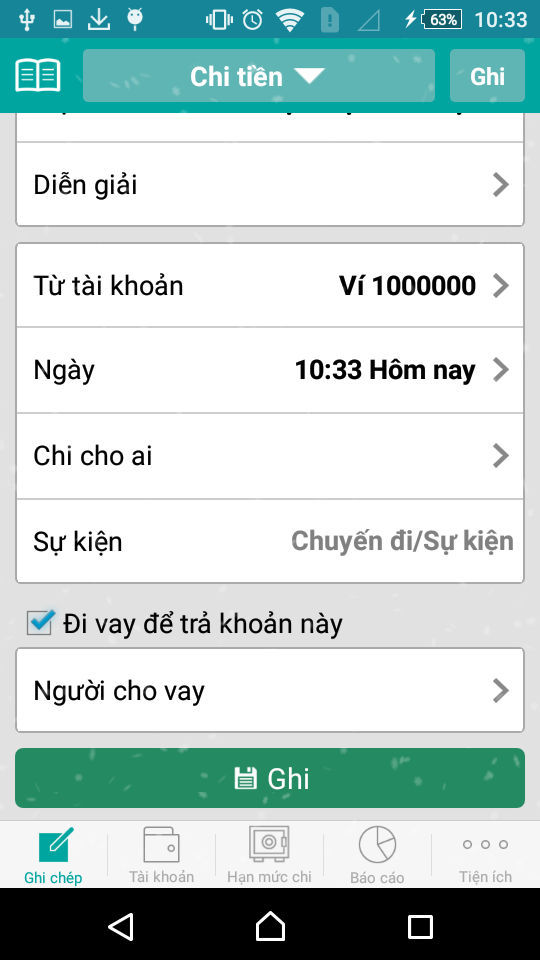 63% 10:33
Chi tiền Ghi
Diễn giải
Từ tài khoản Ví 1000000
Ngày 10:33 Hôm nay
Chi cho ai
Sự kiện Chuyến đi/Sự kiện
Đi vay để trả khoản này
Người cho vay
Ghi
Ghi chép Tài khoản Hạn mức chi Báo cáo Tiện ích